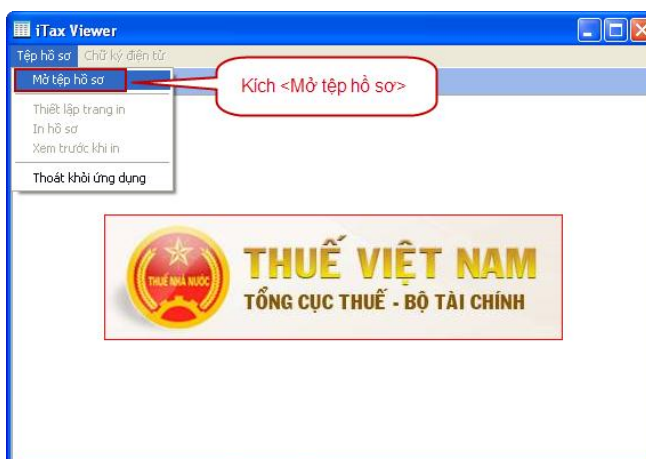 iTax Viewer
Tệp hồ sơ Chữ ký điện tử
Mở tệp hồ sơ
Kích <Mở tệp hồ sơ>
Thiết lập trang in
In hồ sơ
Xem trước khi in
Thoát khỏi ứng dụng
THUẾ NHÀ NƯỚC
THUẾ VIỆT NAM
TỔNG CỤC THUẾ - BỘ TÀI CHÍNH